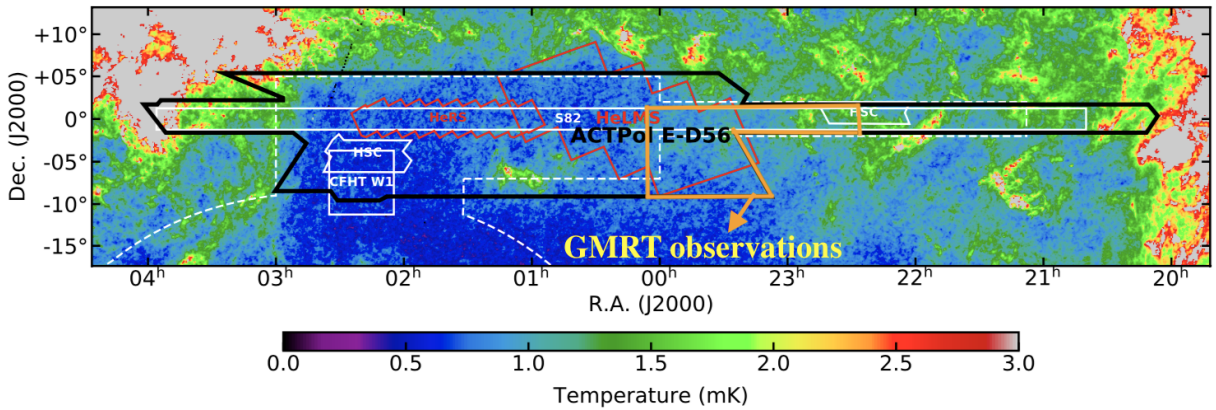 +10°
+05°
0°
-05°
-10°
-15°
Dec. (J2000)
HeRS
S82
HeLMS
HSC
ACTPol E-D56
HSC
CFHT W1
GMRT observations
04h 03h 02h 01h 00h 23h 22h 21h 20h
R.A. (J2000)
0.0 0.5 1.0 1.5 2.0 2.5 3.0
Temperature (mK)